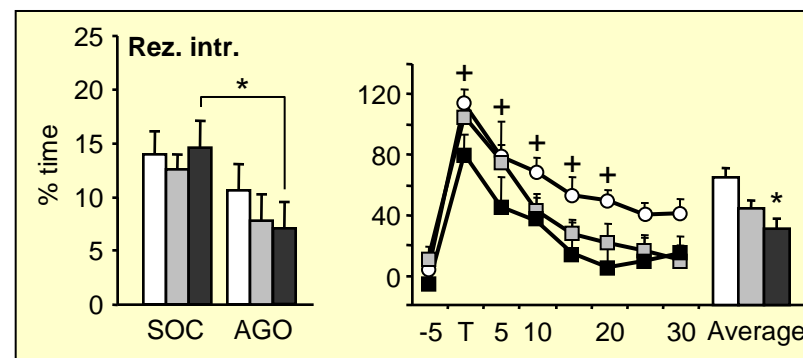 Rez. intr.
% time
25
20
15
10
5
0
*
SOC AGO
120
80
40
0
+ + + + +
-5 T 5 10 20 30 Average
*